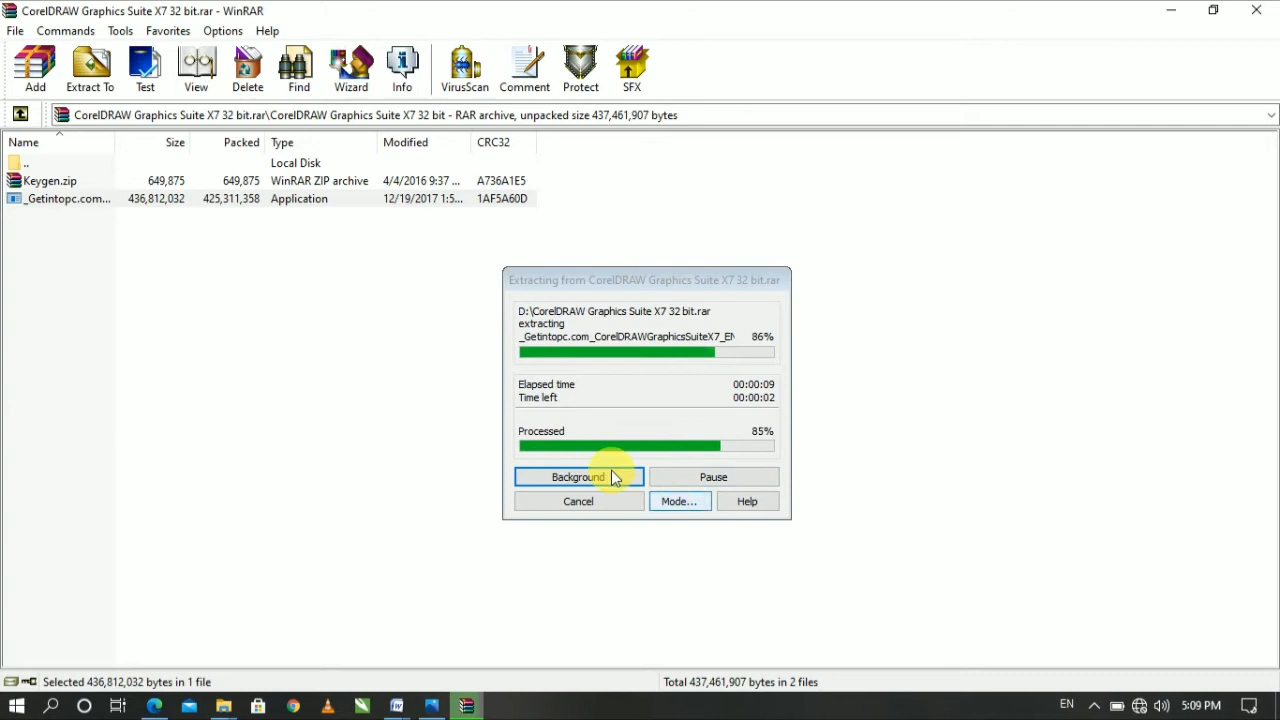 CorelDRAW Graphics Suite X7 32 bit.rar - WinRAR
File Commands Tools Favorites Options Help
Add Extract To Test View Delete Find Wizard Info VirusScan Comment Protect SFX
CorelDRAW Graphics Suite X7 32 bit.rar\CorelDRAW Graphics Suite X7 32 bit - RAR archive, unpacked size 437,461,907 bytes
Name Size Packed Type Modified CRC32
.. Local Disk
Keygen.zip 649,875 649,875 WinRAR ZIP archive 4/4/2016 9:37 ... A736A1E5
_Getintopc.com... 436,812,032 425,311,358 Application 12/19/2017 1:5... 1AF5A60D
Extracting from CorelDRAW Graphics Suite X7 32 bit.rar
D:\CorelDRAW Graphics Suite X7 32 bit.rar
extracting
_Getintopc.com_CorelDRAWGraphicsSuiteX7_EN 86%
Elapsed time 00:00:09
Time left 00:00:02
Processed 85%
Background Pause
Cancel Mode... Help
Selected 436,812,032 bytes in 1 file Total 437,461,907 bytes in 2 files
EN 5:09 PM